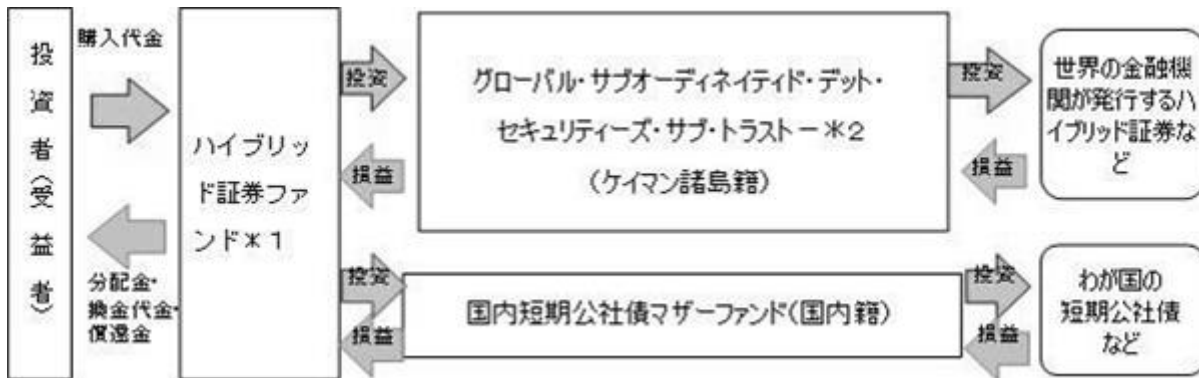 投資者(受益者)
購入代金
分配金・
換金代金・
償還金
ハイブリッ
ド証券ファ
ンド*1
投資
損益
グローバル・サブオーディネイティド・デット・
セキュリティーズ・サブ・トラスト-*2
(ケイマン諸島籍)
投資
損益
世界の金融機
関が発行するハ
イブリッド証券な
ど
投資
損益
国内短期公社債マザーファンド(国内籍)
投資
損益
わが国の
短期公社債
など